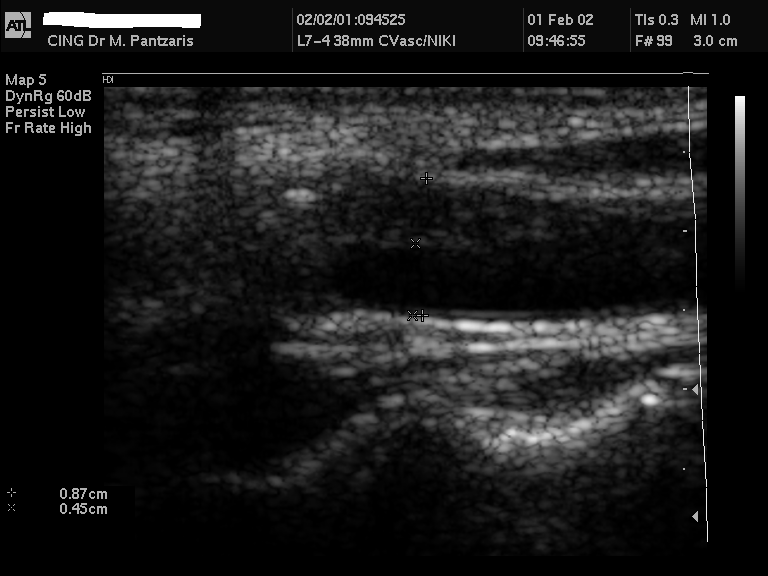 ATL
CING Dr M. Pantzaris
02/02/01:094525
L7-4 38mm CVasc/NIKI
01 Feb 02
09:46:55
TIs 0.3 MI 1.0
F# 99 3.0 cm
Map 5
DynRg 60dB
Persist Low
Fr Rate High
HDI
0.87cm
0.45cm